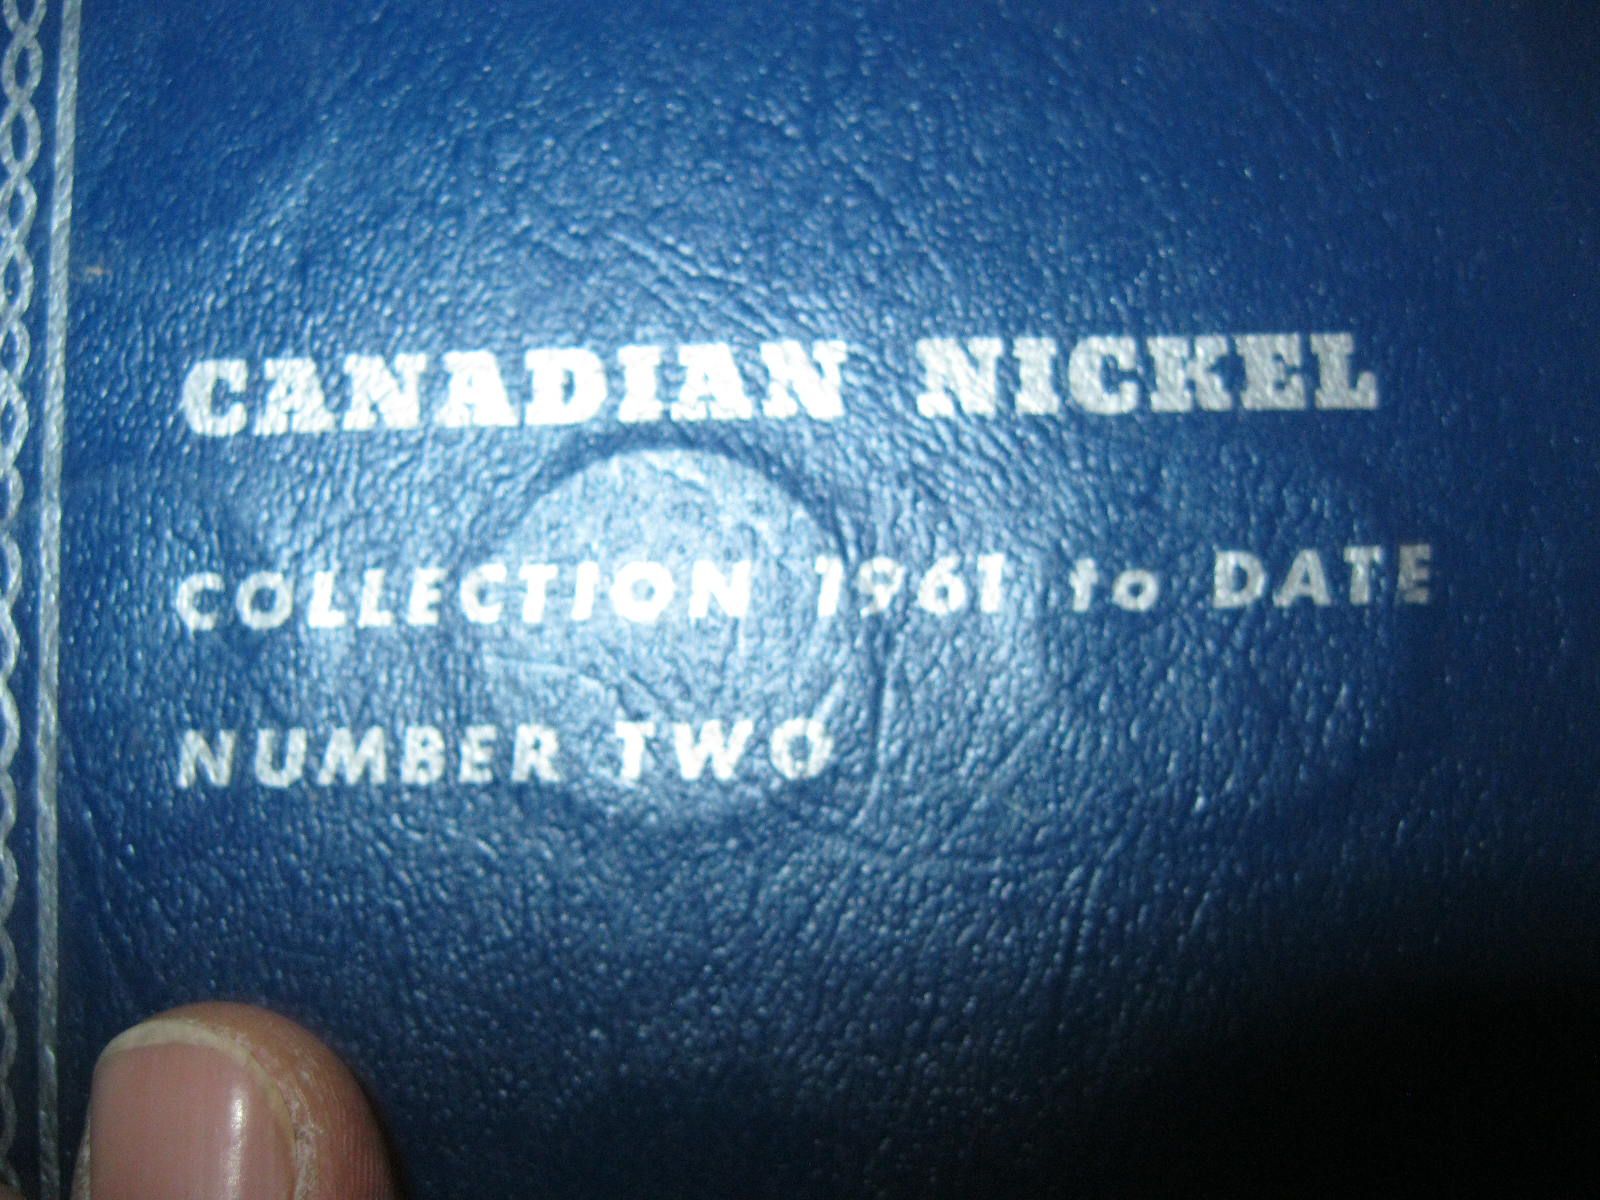 CANADIAN NICKEL
COLLECTION 1961 to DATE
NUMBER TWO